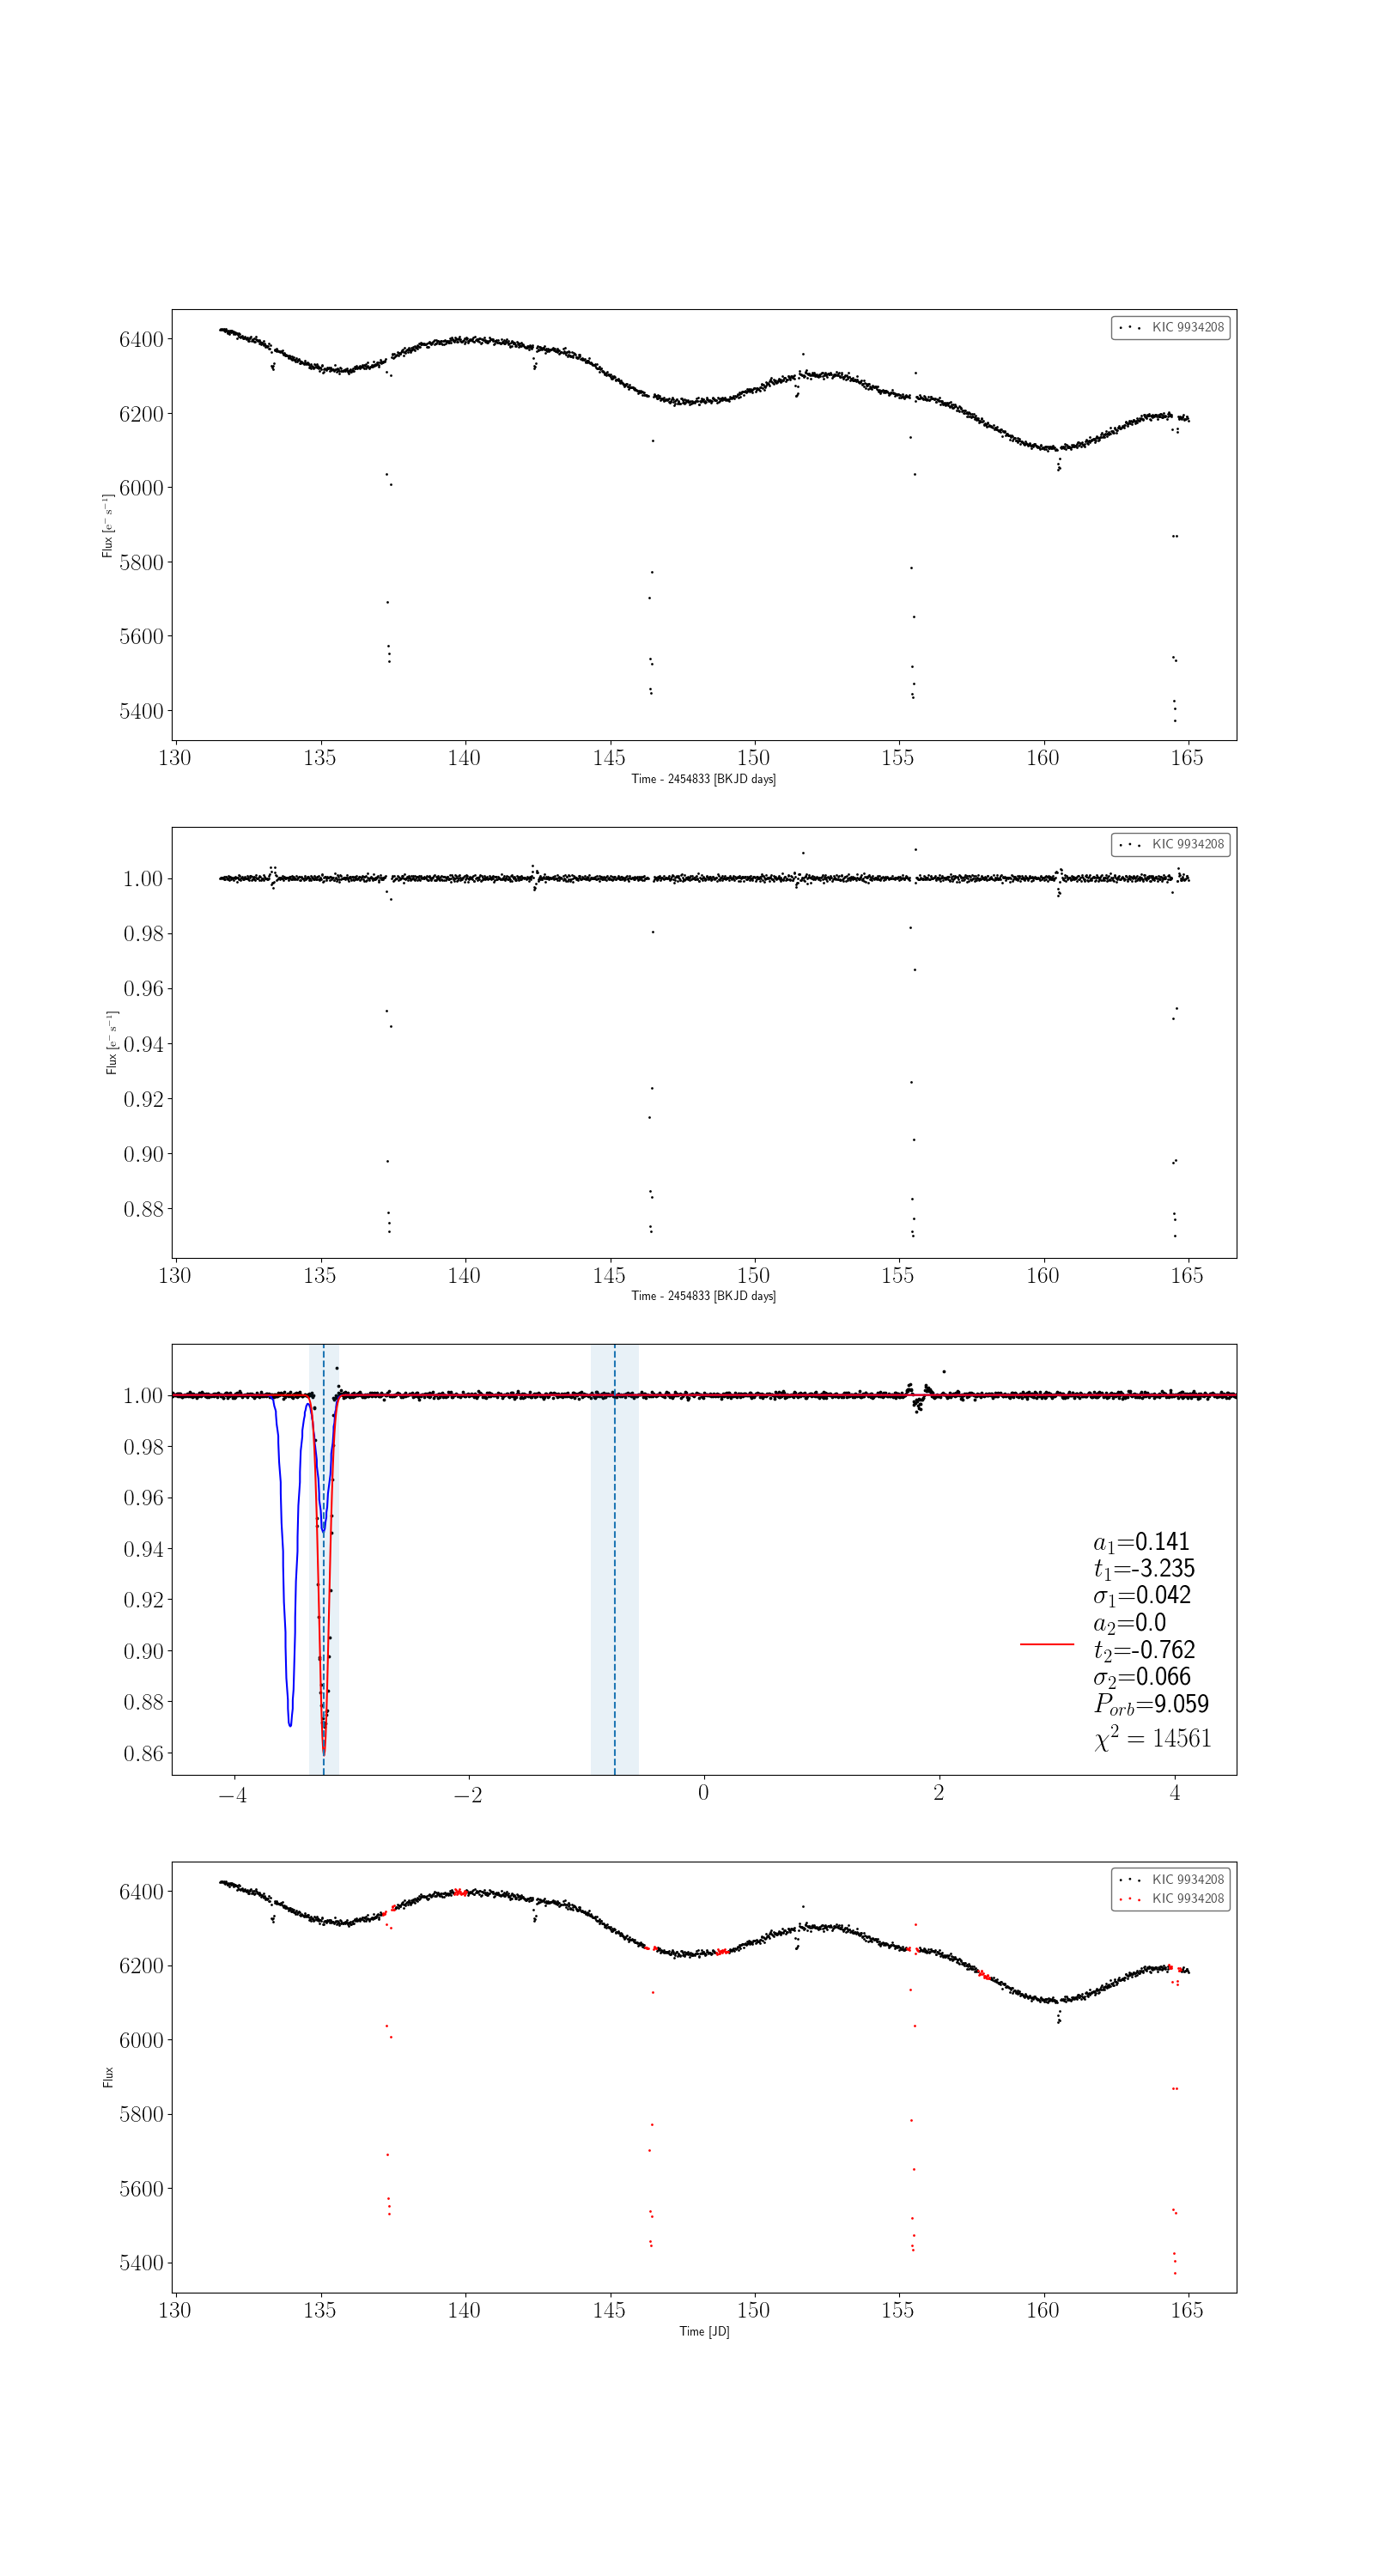 KIC 9934208
6400
6200
6000
5800
5600
5400
Flux [e⁻ s⁻¹]
130 135 140 145 150 155 160 165
Time - 2454833 [BKJD days]
KIC 9934208
1.00
0.98
0.96
0.94
0.92
0.90
0.88
Flux [e⁻ s⁻¹]
130 135 140 145 150 155 160 165
Time - 2454833 [BKJD days]
1.00
0.98
0.96
0.94
0.92
0.90
0.88
0.86
a₁=0.141
t₁=-3.235
σ₁=0.042
a₂=0.0
t₂=-0.762
σ₂=0.066
P_orb=9.059
χ² = 14561
−4 −2 0 2 4
KIC 9934208
KIC 9934208
6400
6200
6000
5800
5600
5400
Flux
130 135 140 145 150 155 160 165
Time [JD]